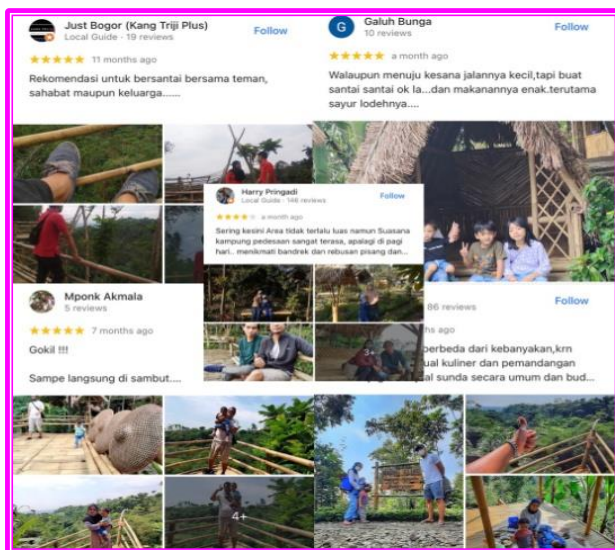 Just Bogor (Kang Triji Plus)
Local Guide · 19 reviews
Follow
★★★★★ 11 months ago
Rekomendasi untuk bersantai bersama teman,
sahabat maupun keluarga......
G
Galuh Bunga
10 reviews
Follow
★★★★★ a month ago
Walaupun menuju kesana jalannya kecil,tapi buat
santai santai ok la...dan makanannya enak.terutama
sayur lodehnya....
Harry Pringadi
Local Guide · 146 reviews
Follow
★★★★☆ a month ago
Sering kesini Area tidak terlalu luas namun Suasana
kampung pedesaan sangat terasa, apalagi di pagi
hari.. menikmati bandrek dan rebusan pisang dan...
Mponk Akmala
5 reviews
★★★★★ 7 months ago
Gokil !!!
Sampe langsung di sambut....
4+
86 reviews
Follow
hs ago
berbeda dari kebanyakan,krn
ual kuliner dan pemandangan
al sunda secara umum dan bud...